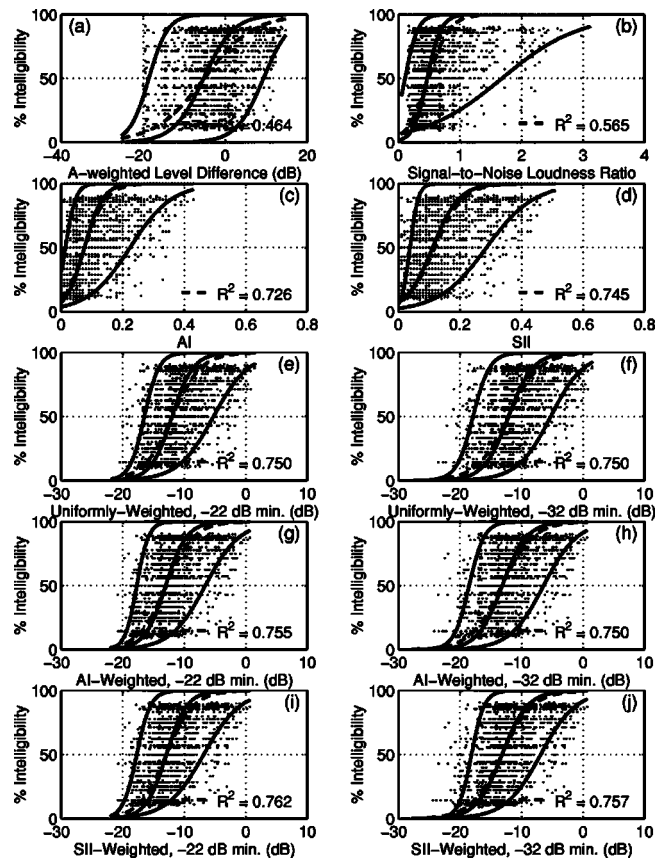 (a)
% Intelligibility
100
50
0
R² = 0.464
−40 −20 0 20
A−weighted Level Difference (dB)
(b)
% Intelligibility
100
50
0
R² = 0.565
0 1 2 3 4
Signal−to−Noise Loudness Ratio
(c)
% Intelligibility
100
50
0
R² = 0.726
0 0.2 0.4 0.6 0.8
AI
(d)
% Intelligibility
100
50
0
R² = 0.745
0 0.2 0.4 0.6 0.8
SII
(e)
% Intelligibility
100
50
0
R² = 0.750
−30 −20 −10 0 10
Uniformly−Weighted, −22 dB min. (dB)
(f)
% Intelligibility
100
50
0
R² = 0.750
−30 −20 −10 0 10
Uniformly−Weighted, −32 dB min. (dB)
(g)
% Intelligibility
100
50
0
R² = 0.755
−30 −20 −10 0 10
AI−Weighted, −22 dB min. (dB)
(h)
% Intelligibility
100
50
0
R² = 0.750
−30 −20 −10 0 10
AI−Weighted, −32 dB min. (dB)
(i)
% Intelligibility
100
50
0
R² = 0.762
−30 −20 −10 0 10
SII−Weighted, −22 dB min. (dB)
(j)
% Intelligibility
100
50
0
R² = 0.757
−30 −20 −10 0 10
SII−Weighted, −32 dB min. (dB)